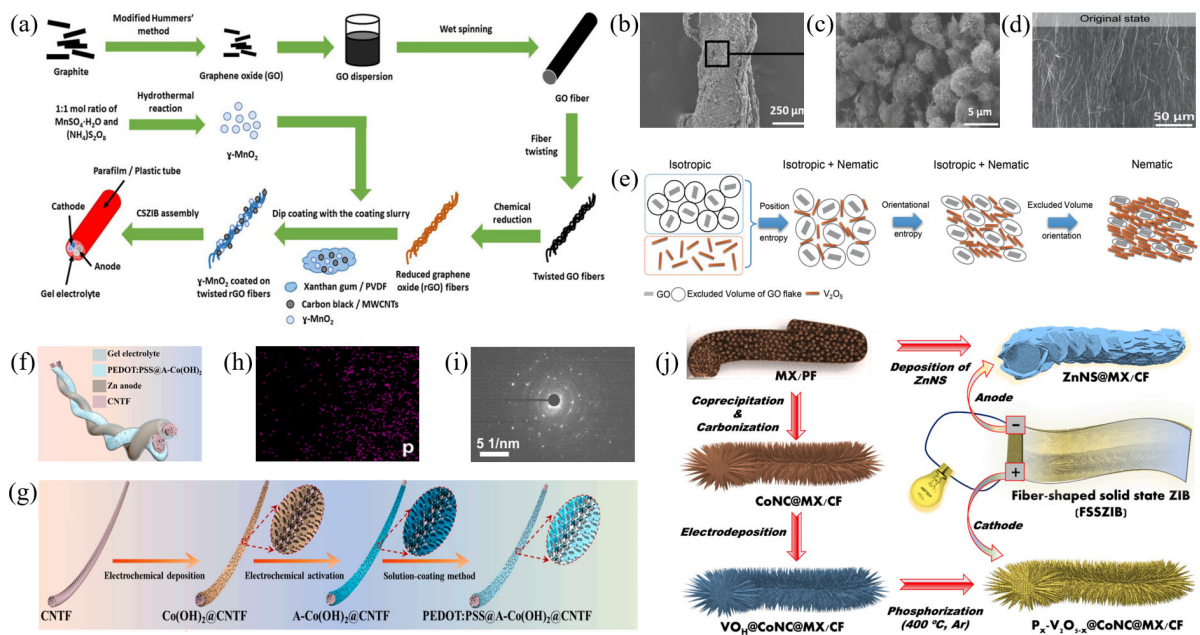 (a)
Graphite
Modified Hummers'
method
Graphene oxide (GO)
GO dispersion
Wet spinning
GO fiber
1:1 mol ratio of
MnSO₄·H₂O and
(NH₄)S₂O₈
Hydrothermal
reaction
ɣ-MnO₂
Fiber
twisting
Parafilm / Plastic tube
Cathode
Anode
Gel electrolyte
CSZIB assembly
ɣ-MnO₂ coated on
twisted rGO fibers
Dip coating with the coating slurry
Xanthan gum / PVDF
Carbon black / MWCNTs
ɣ-MnO₂
Reduced graphene
oxide (rGO) fibers
Chemical
reduction
Twisted GO fibers
(b)
250 μm
(c)
5 μm
(d)
Original state
50 μm
(e)
Isotropic
Isotropic + Nematic
Isotropic + Nematic
Nematic
Position
entropy
Orientational
entropy
Excluded Volume
orientation
GO
Excluded Volume of GO flake
V₂O₅
(f)
Gel electrolyte
PEDOT:PSS@A-Co(OH)₂
Zn anode
CNTF
(h)
p
(i)
5 1/nm
(g)
CNTF
Electrochemical deposition
Co(OH)₂@CNTF
Electrochemical activation
A-Co(OH)₂@CNTF
Solution-coating method
PEDOT:PSS@A-Co(OH)₂@CNTF
(j)
MX/PF
Deposition of
ZnNS
ZnNS@MX/CF
Coprecipitation
&
Carbonization
Anode
−
+
CoNC@MX/CF
Fiber-shaped solid state ZIB
(FSSZIB)
Electrodeposition
Cathode
VO_H@CoNC@MX/CF
Phosphorization
(400 °C, Ar)
Pₓ-V₂O₅₋ₓ@CoNC@MX/CF